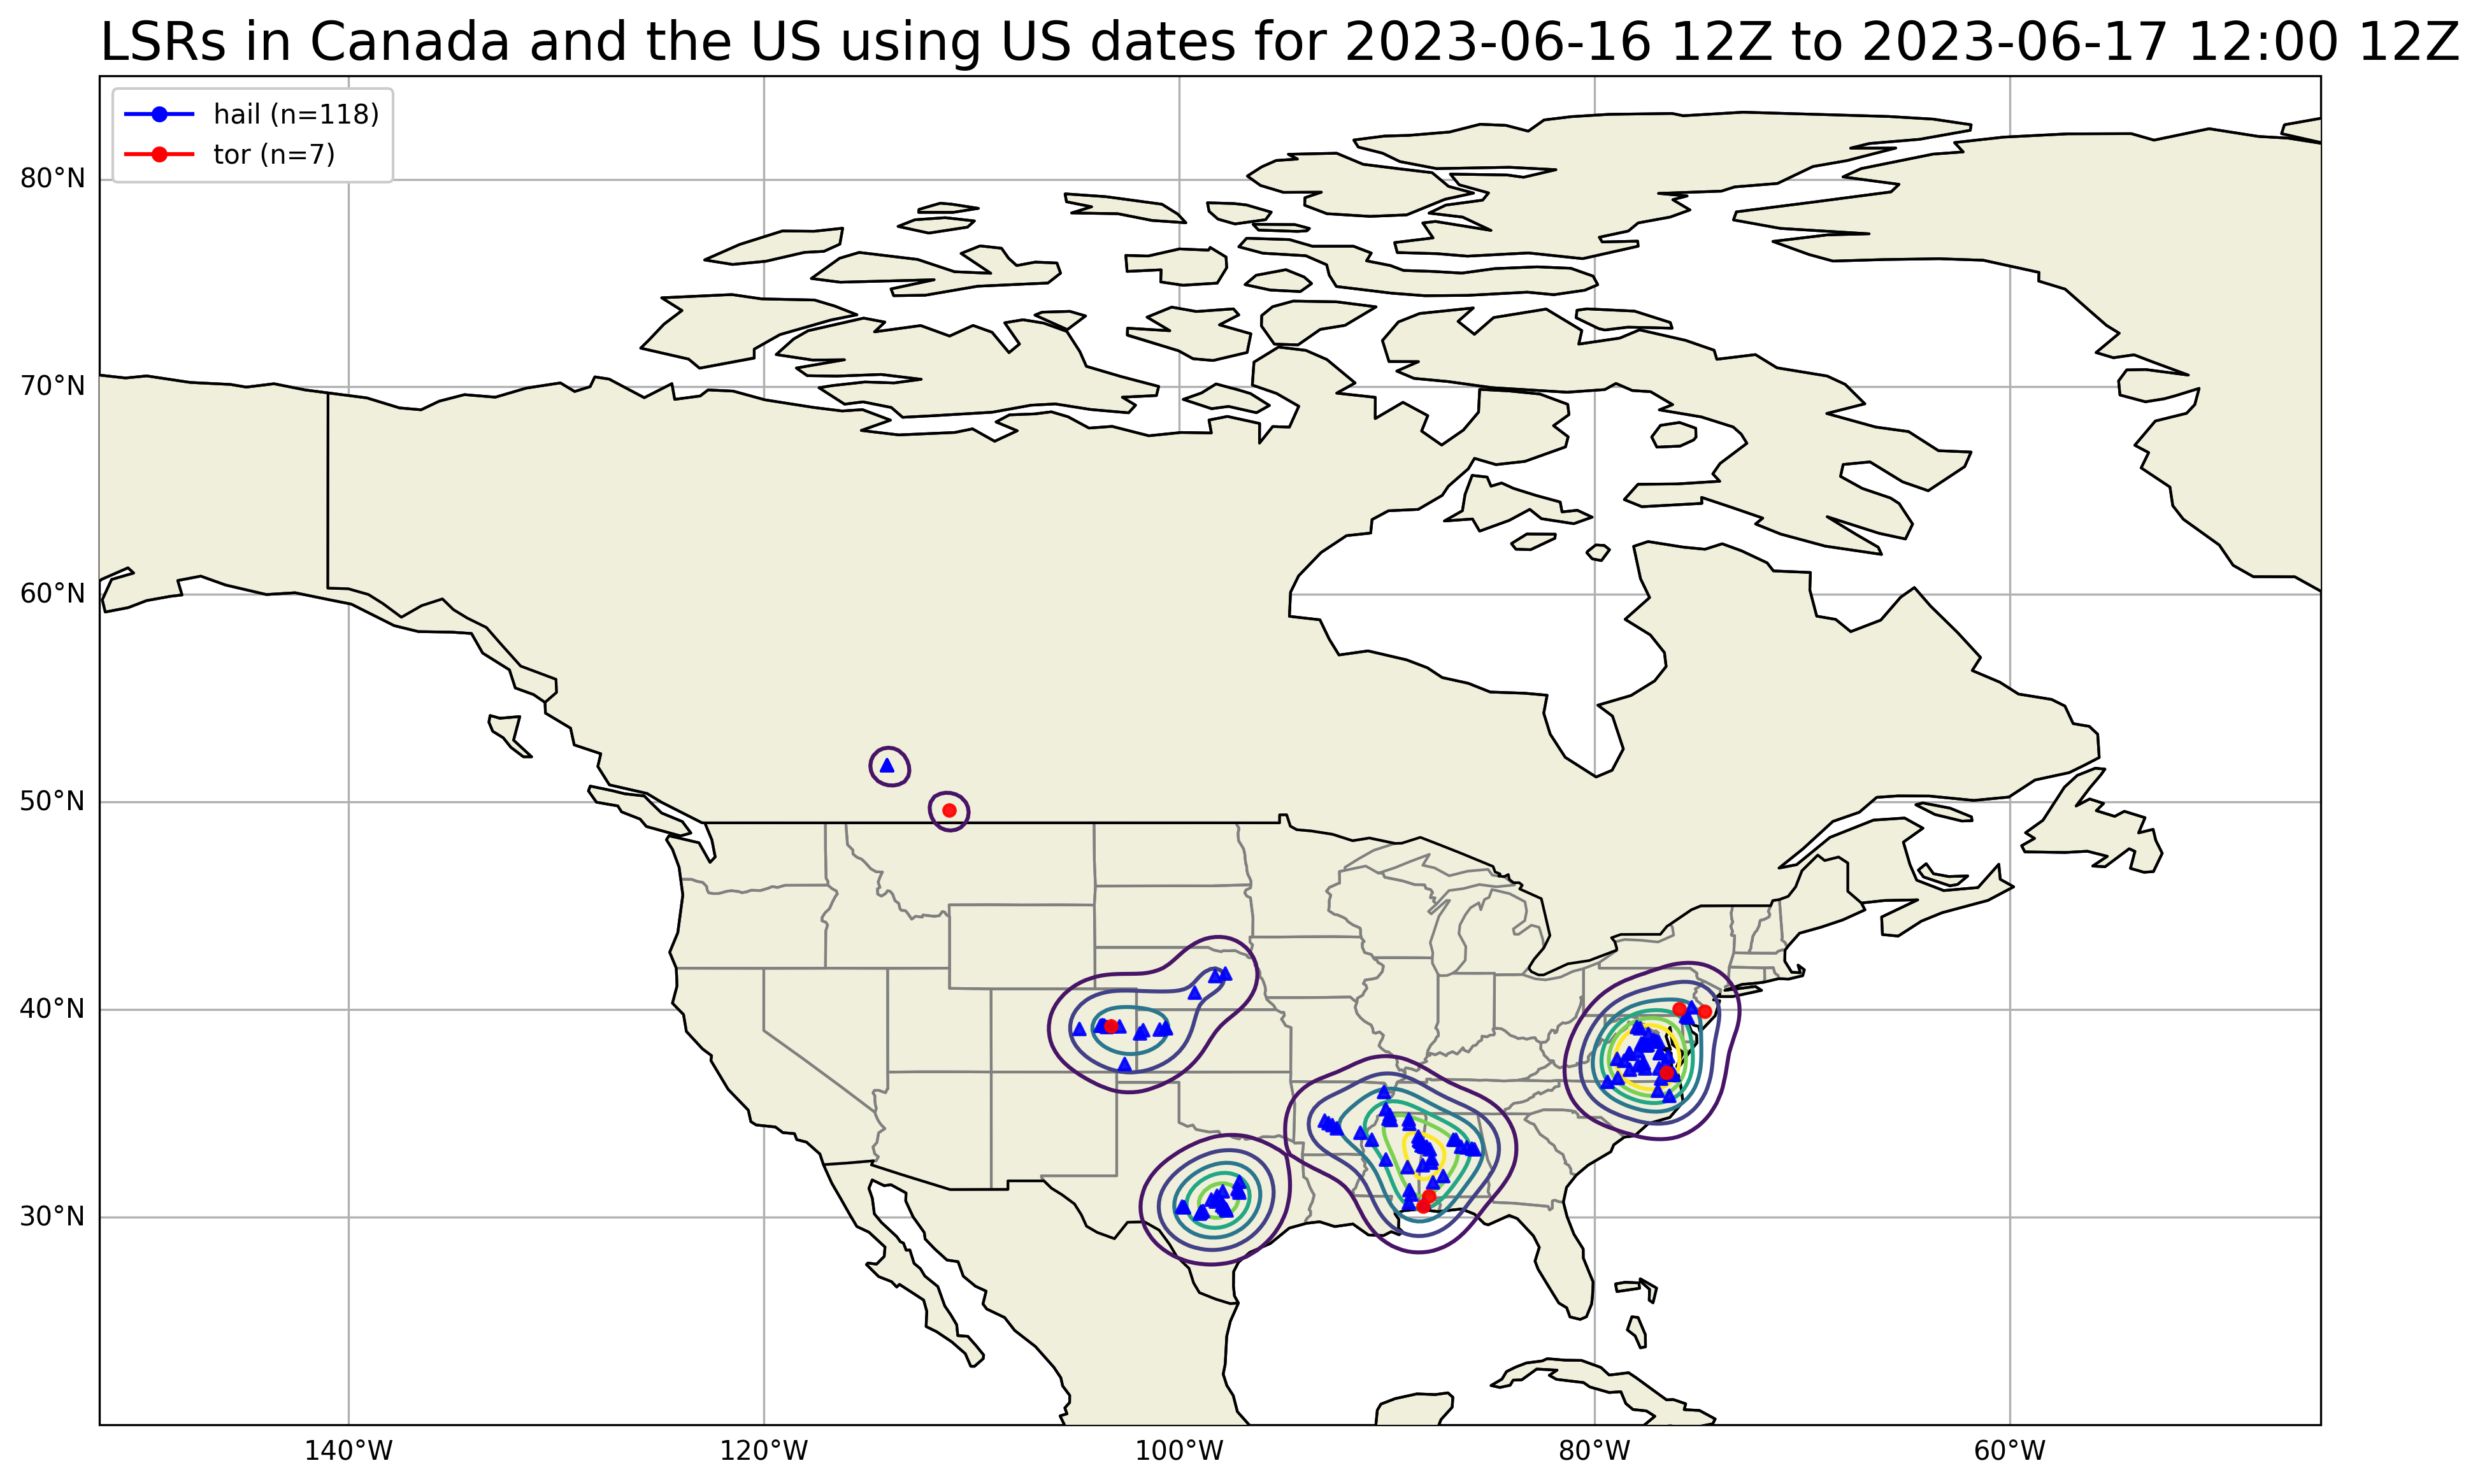 LSRs in Canada and the US using US dates for 2023-06-16 12Z to 2023-06-17 12:00 12Z
hail (n=118)
tor (n=7)
80°N
70°N
60°N
50°N
40°N
30°N
140°W
120°W
100°W
80°W
60°W